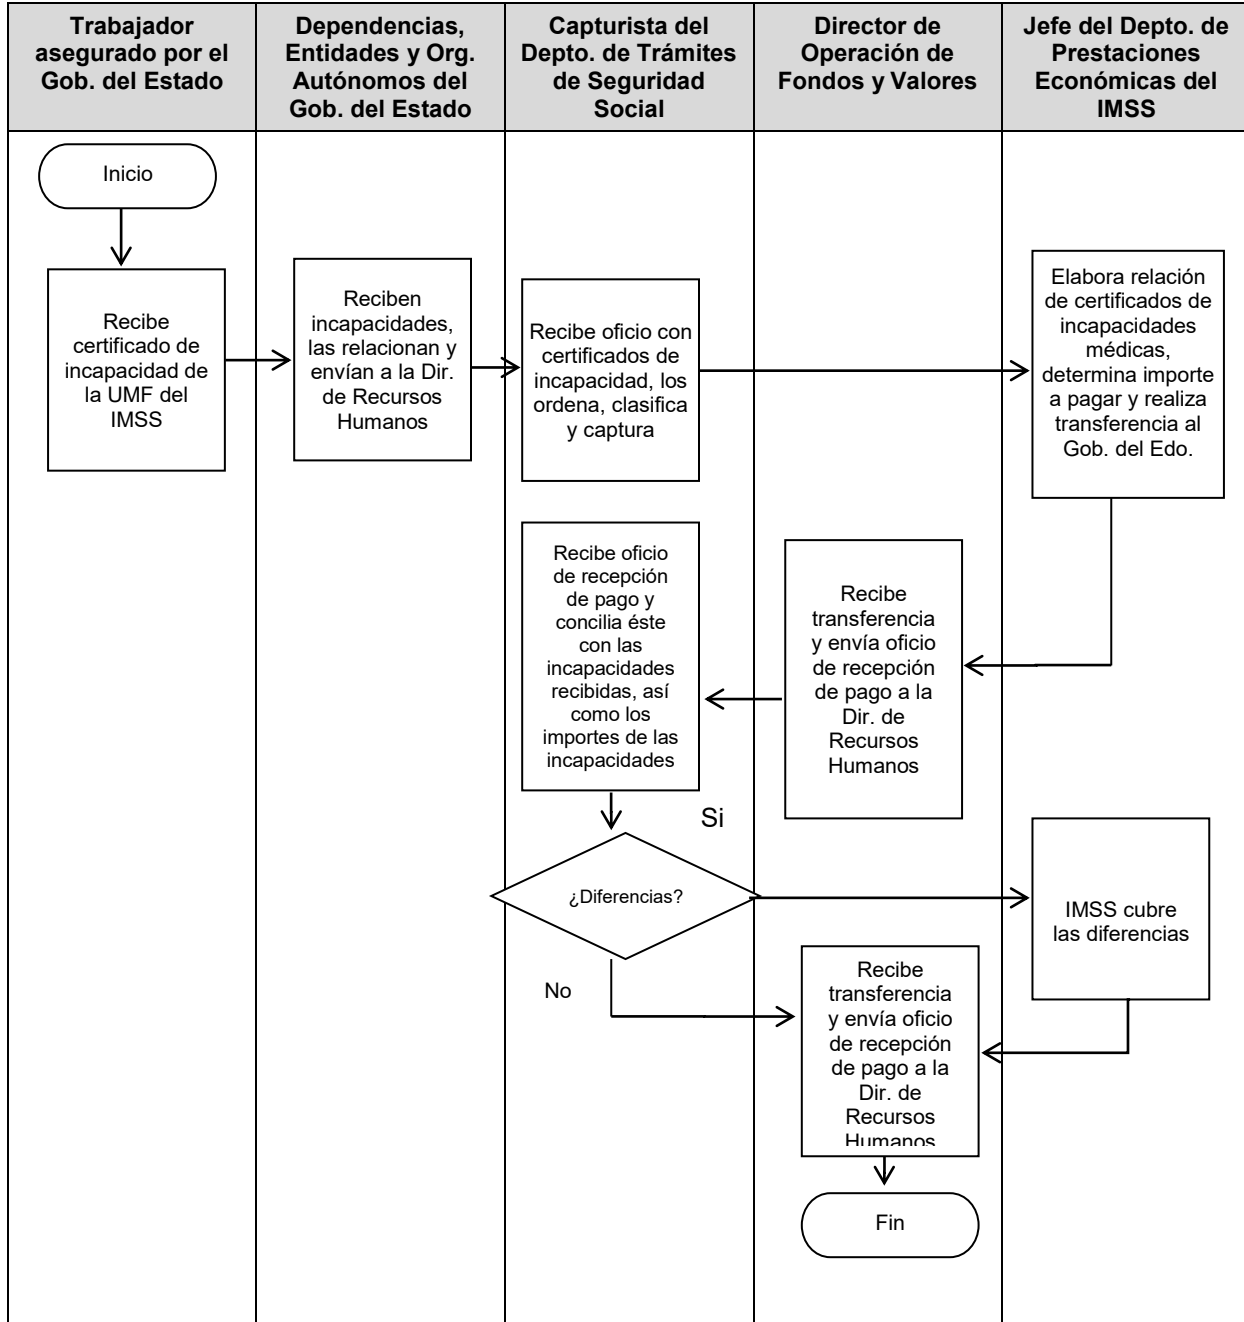 Trabajador
asegurado por el
Gob. del Estado
Dependencias,
Entidades y Org.
Autónomos del
Gob. del Estado
Capturista del
Depto. de Trámites
de Seguridad
Social
Director de
Operación de
Fondos y Valores
Jefe del Depto. de
Prestaciones
Económicas del
IMSS
Inicio
Recibe
certificado de
incapacidad de
la UMF del
IMSS
Reciben
incapacidades,
las relacionan y
envían a la Dir.
de Recursos
Humanos
Recibe oficio con
certificados de
incapacidad, los
ordena, clasifica
y captura
Elabora relación
de certificados de
incapacidades
médicas,
determina importe
a pagar y realiza
transferencia al
Gob. del Edo.
Recibe
transferencia
y envía oficio
de recepción
de pago a la
Dir. de
Recursos
Humanos
Recibe oficio
de recepción
de pago y
concilia éste
con las
incapacidades
recibidas, así
como los
importes de las
incapacidades
¿Diferencias?
Si
IMSS cubre
las diferencias
No
Recibe
transferencia
y envía oficio
de recepción
de pago a la
Dir. de
Recursos
Humanos
Fin